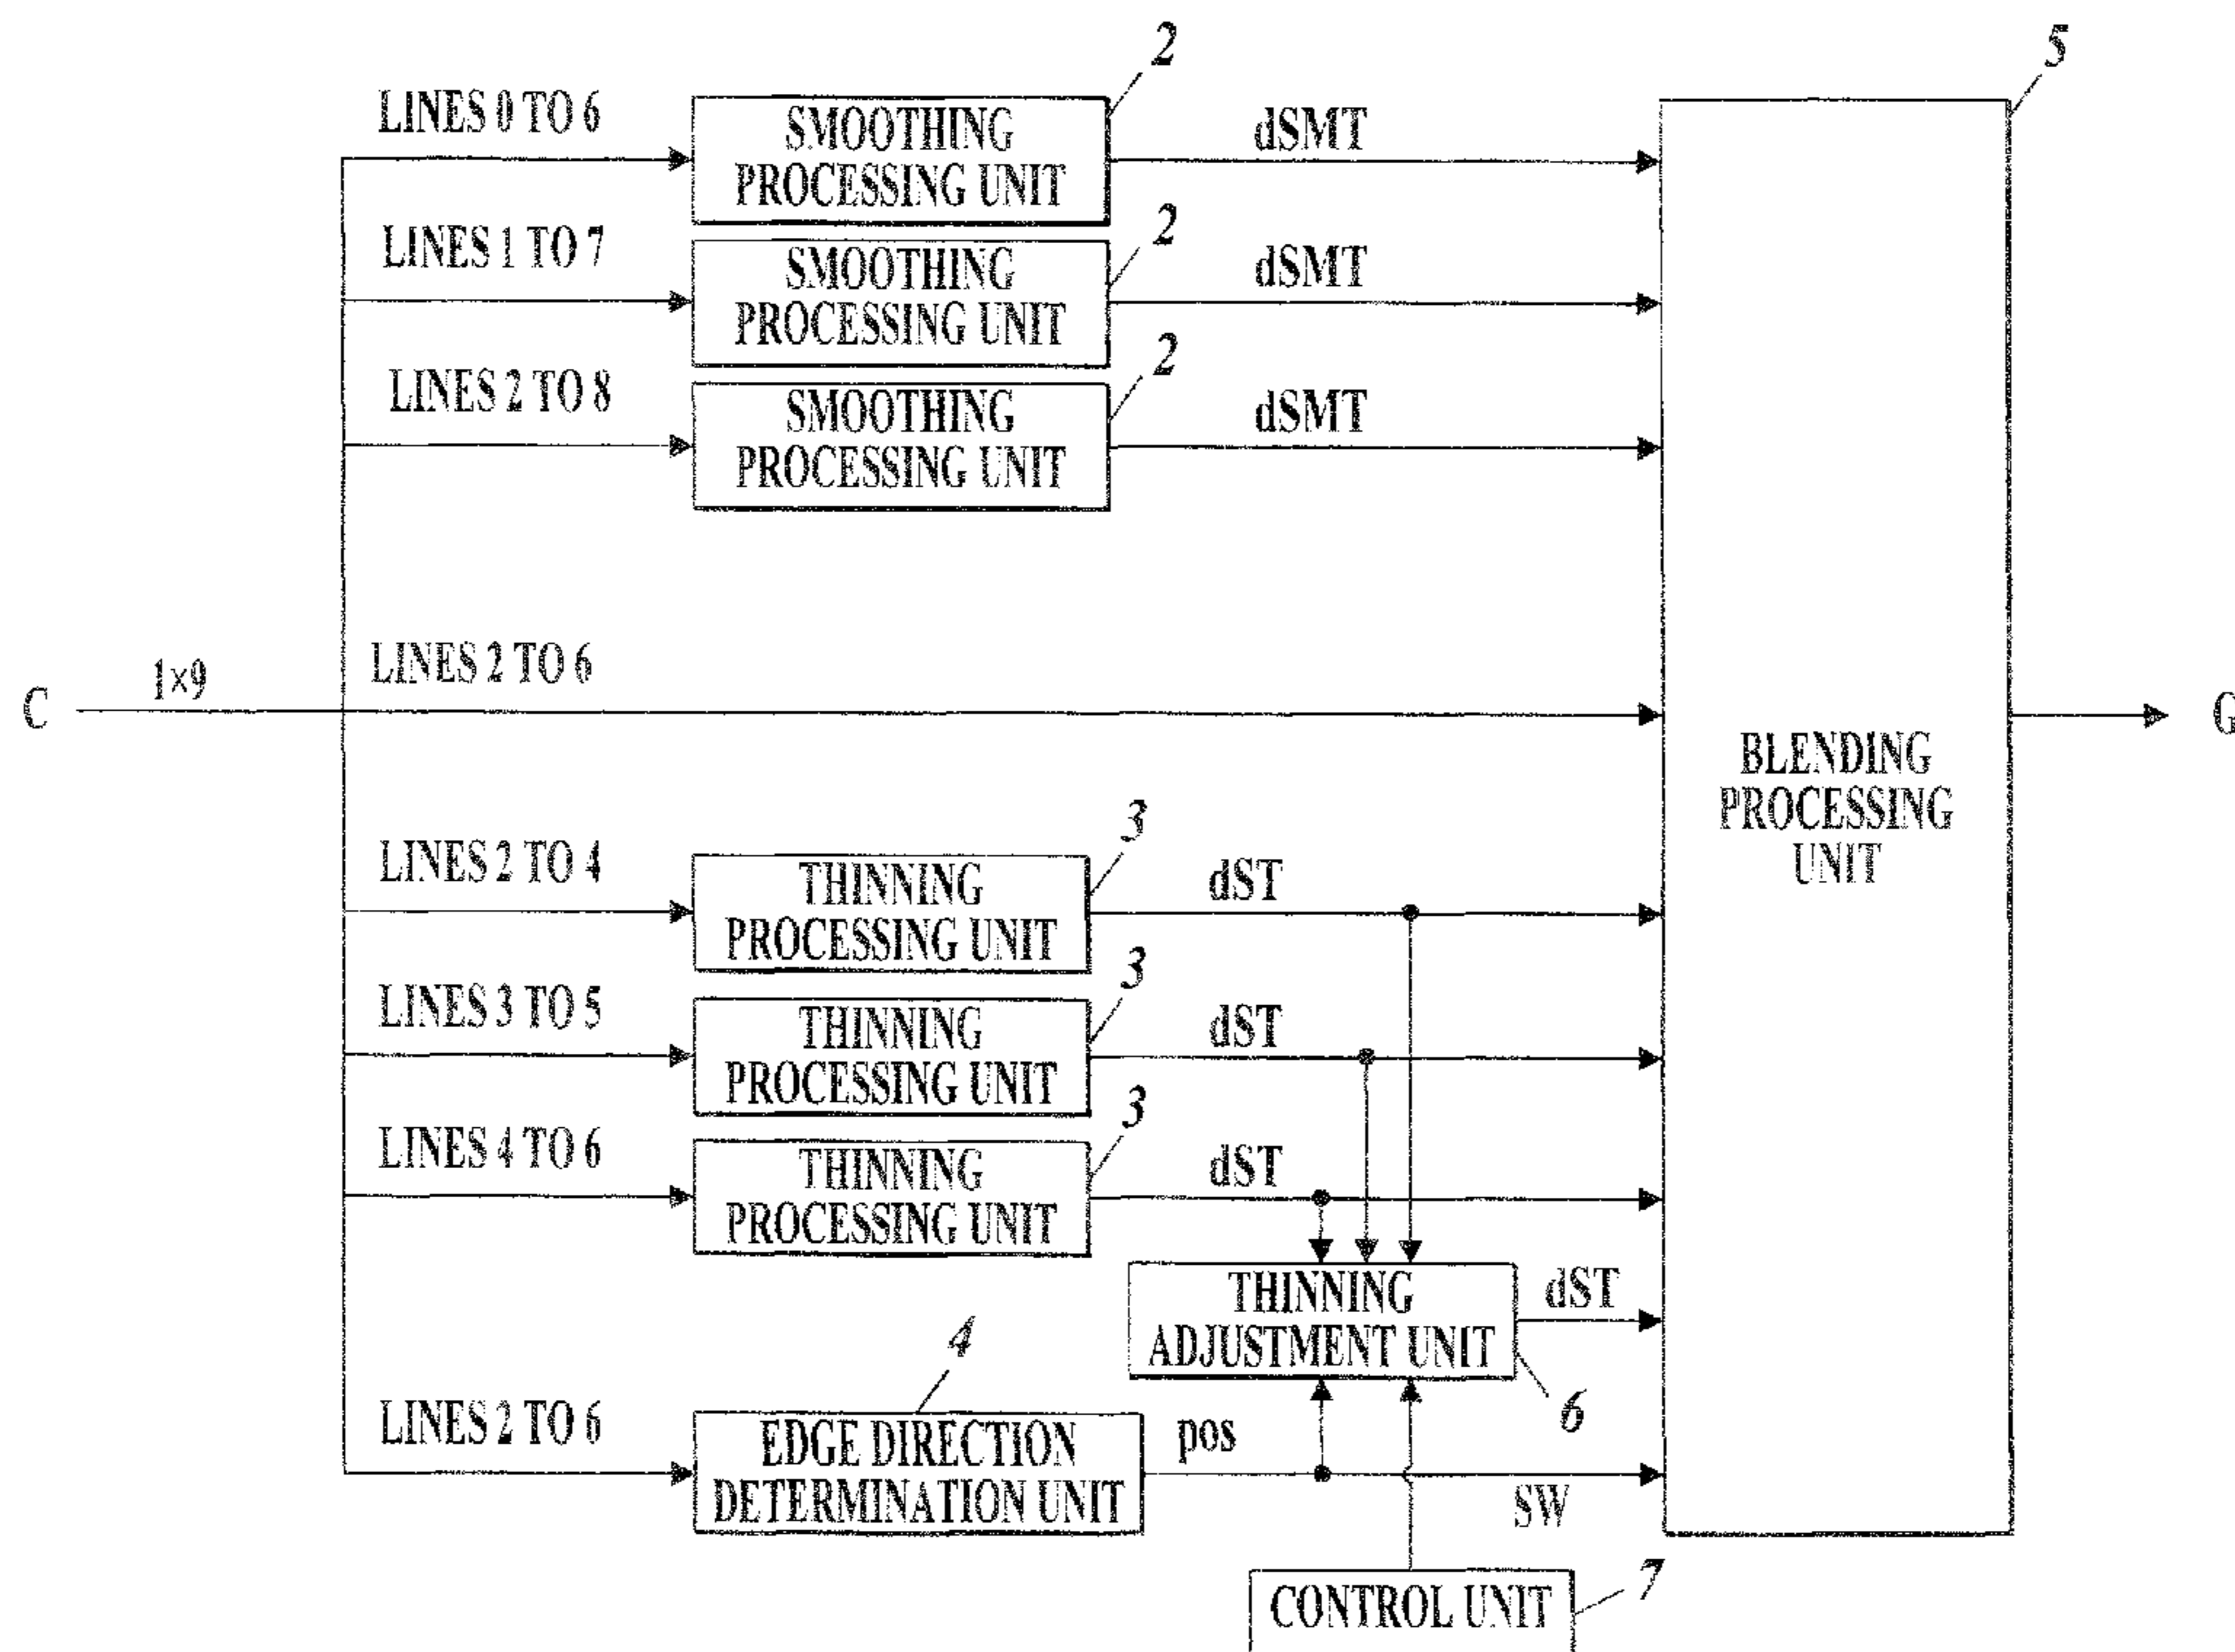 2
5
LINES 0 TO 6
SMOOTHING
PROCESSING UNIT
dSMT
2
LINES 1 TO 7
SMOOTHING
PROCESSING UNIT
dSMT
2
LINES 2 TO 8
SMOOTHING
PROCESSING UNIT
dSMT
C
1×9
LINES 2 TO 6
G
BLENDING
PROCESSING
UNIT
3
LINES 2 TO 4
THINNING
PROCESSING UNIT
dST
3
LINES 3 TO 5
THINNING
PROCESSING UNIT
dST
3
LINES 4 TO 6
THINNING
PROCESSING UNIT
dST
THINNING
ADJUSTMENT UNIT
dST
6
4
LINES 2 TO 6
EDGE DIRECTION
DETERMINATION UNIT
pos
SW
CONTROL UNIT
7